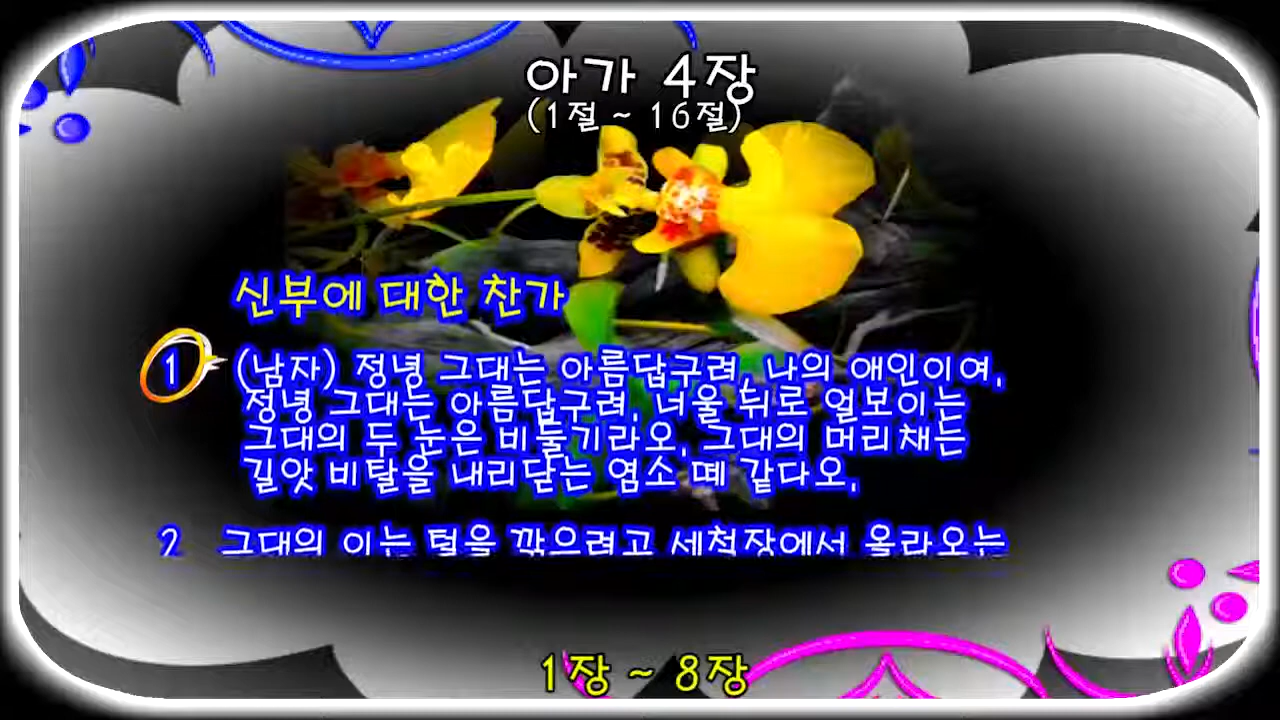 아가 4장
(1절 ~ 16절)
신부에 대한 찬가
1 (남자) 정녕 그대는 아름답구려, 나의 애인이여,
정녕 그대는 아름답구려. 너울 뒤로 얼보이는
그대의 두 눈은 비둘기라오. 그대의 머리채는
길앗 비탈을 내리닫는 염소 떼 같다오.
2 그대의 이는 털을 깎으려고 세척장에서 올라오는
1장 ~ 8장